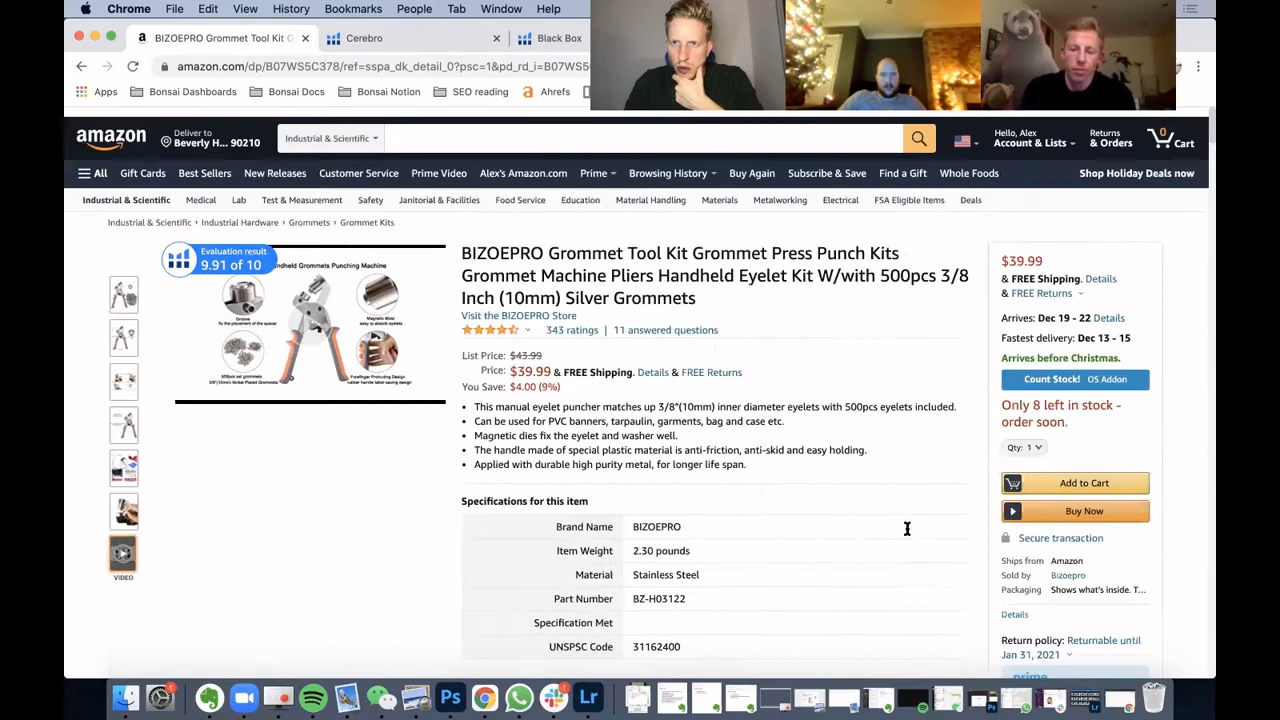 Chrome File Edit View History Bookmarks People Tab Window Help
BIZOEPRO Grommet Tool Kit G × Cerebro × Black Box
amazon.com/dp/B07WS5C378/ref=sspa_dk_detail_0?psc=1&pd_rd_i=B07WS
Apps Bonsai Dashboards Bonsai Docs Bonsai Notion SEO reading Ahrefs
amazon
Deliver to
Beverly H... 90210
Industrial & Scientific
Hello, Alex
Account & Lists
Returns
& Orders
0
Cart
All Gift Cards Best Sellers New Releases Customer Service Prime Video Alex's Amazon.com Prime Browsing History Buy Again Subscribe & Save Find a Gift Whole Foods Shop Holiday Deals now
Industrial & Scientific Medical Lab Test & Measurement Safety Janitorial & Facilities Food Service Education Material Handling Materials Metalworking Electrical FSA Eligible Items Deals
Industrial & Scientific › Industrial Hardware › Grommets › Grommet Kits
Evaluation result
9.91 of 10
ndheld Grommets Punching Machine
VIDEO
BIZOEPRO Grommet Tool Kit Grommet Press Punch Kits
Grommet Machine Pliers Handheld Eyelet Kit W/with 500pcs 3/8
Inch (10mm) Silver Grommets
Visit the BIZOEPRO Store
343 ratings | 11 answered questions
List Price: $43.99
Price: $39.99 & FREE Shipping. Details & FREE Returns
You Save: $4.00 (9%)
• This manual eyelet puncher matches up 3/8"(10mm) inner diameter eyelets with 500pcs eyelets included.
• Can be used for PVC banners, tarpaulin, garments, bag and case etc.
• Magnetic dies fix the eyelet and washer well.
• The handle made of special plastic material is anti-friction, anti-skid and easy holding.
• Applied with durable high purity metal, for longer life span.
Specifications for this item
Brand Name BIZOEPRO
Item Weight 2.30 pounds
Material Stainless Steel
Part Number BZ-H03122
Specification Met
UNSPSC Code 31162400
$39.99
& FREE Shipping. Details
& FREE Returns
Arrives: Dec 19 - 22 Details
Fastest delivery: Dec 13 - 15
Arrives before Christmas.
Count Stock! OS Addon
Only 8 left in stock -
order soon.
Qty: 1
Add to Cart
Buy Now
Secure transaction
Ships from Amazon
Sold by Bizoepro
Packaging Shows what's inside. T...
Details
Return policy: Returnable until
Jan 31, 2021
prime
1
Ps
1
Lr